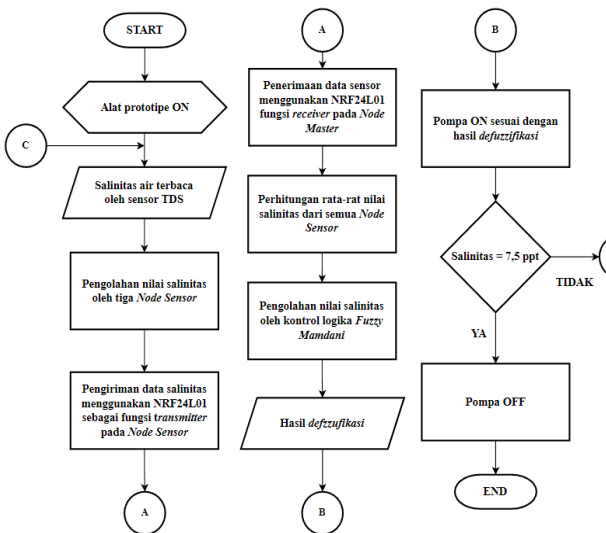 START
Alat prototipe ON
C
Salinitas air terbaca
oleh sensor TDS
Pengolahan nilai salinitas
oleh tiga Node Sensor
Pengiriman data salinitas
menggunakan NRF24L01
sebagai fungsi transmitter
pada Node Sensor
A
A
Penerimaan data sensor
menggunakan NRF24L01
fungsi receiver pada Node
Master
Perhitungan rata-rat nilai
salinitas dari semua Node
Sensor
Pengolahan nilai salinitas
oleh kontrol logika Fuzzy
Mamdani
Hasil defzzufikasi
B
B
Pompa ON sesuai dengan
hasil defuzzifikasi
Salinitas = 7,5 ppt
TIDAK
YA
Pompa OFF
END